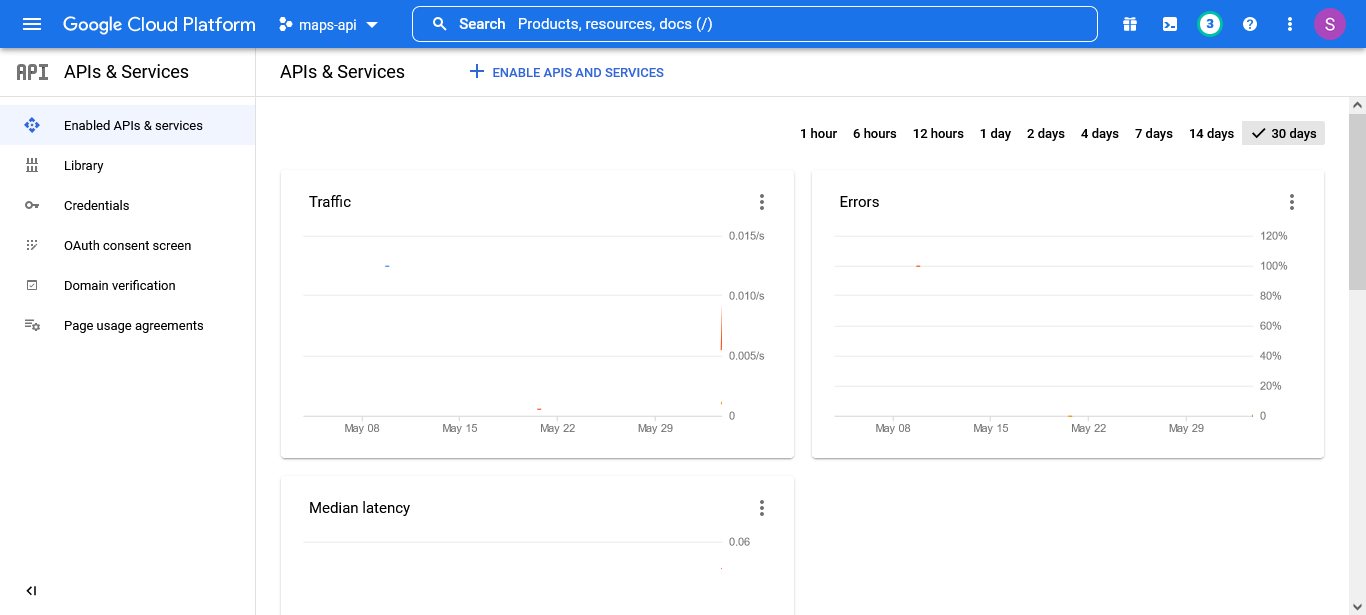 Google Cloud Platform
maps-api
Search Products, resources, docs (/)
3
S
API APIs & Services
Enabled APIs & services
Library
Credentials
OAuth consent screen
Domain verification
Page usage agreements
APIs & Services
ENABLE APIS AND SERVICES
1 hour 6 hours 12 hours 1 day 2 days 4 days 7 days 14 days 30 days
Traffic
0.015/s
0.010/s
0.005/s
0
May 08 May 15 May 22 May 29
Errors
120%
100%
80%
60%
40%
20%
0
May 08 May 15 May 22 May 29
Median latency
0.06